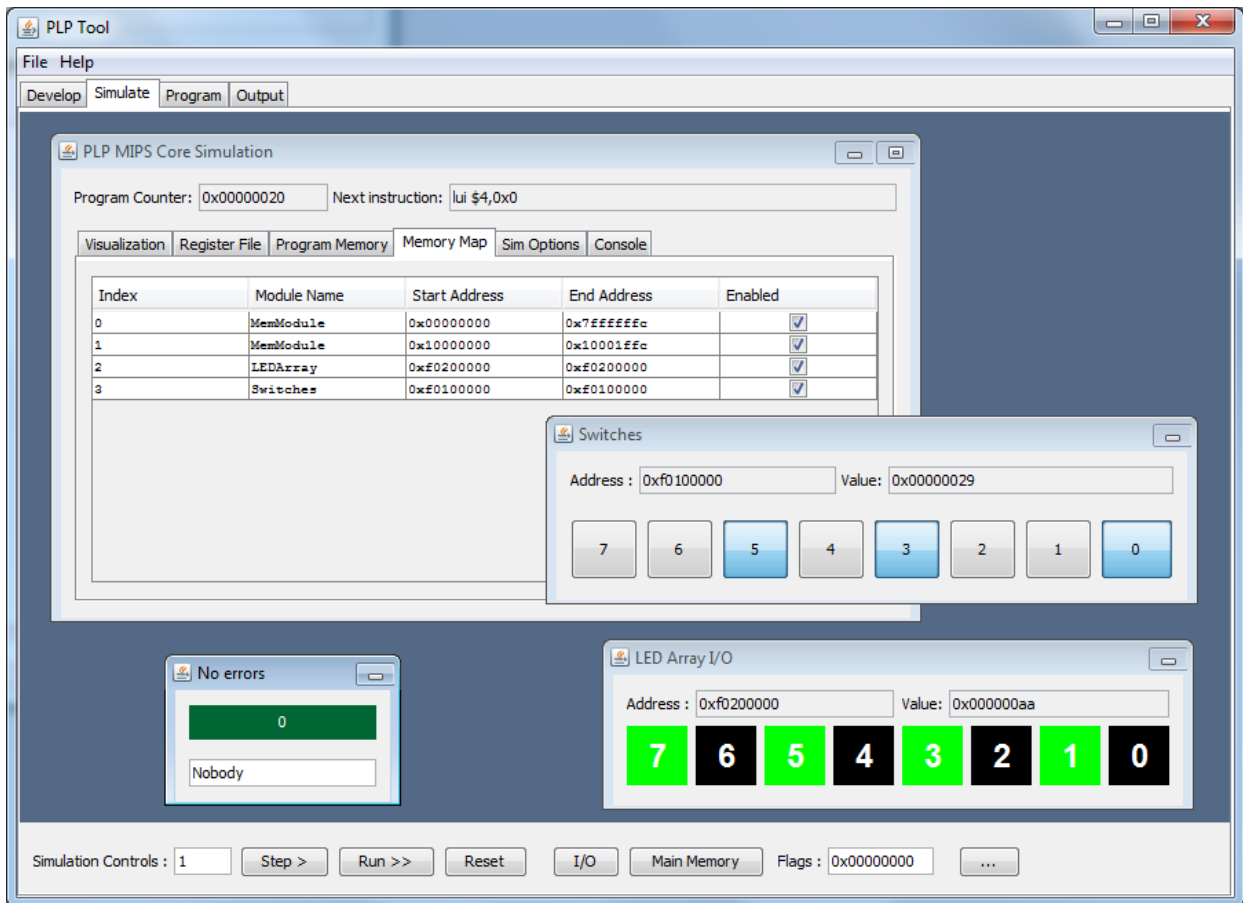 PLP Tool
File Help
Develop Simulate Program Output
PLP MIPS Core Simulation
Program Counter: 0x00000020 Next instruction: lui $4,0x0
Visualization Register File Program Memory Memory Map Sim Options Console
Index Module Name Start Address End Address Enabled
0 MemModule 0x00000000 0x7ffffffc
1 MemModule 0x10000000 0x10001ffc
2 LEDArray 0xf0200000 0xf0200000
3 Switches 0xf0100000 0xf0100000
Switches
Address : 0xf0100000 Value: 0x00000029
7 6 5 4 3 2 1 0
No errors
0
Nobody
LED Array I/O
Address : 0xf0200000 Value: 0x000000aa
7 6 5 4 3 2 1 0
Simulation Controls : 1 Step > Run >> Reset I/O Main Memory Flags : 0x00000000 ...